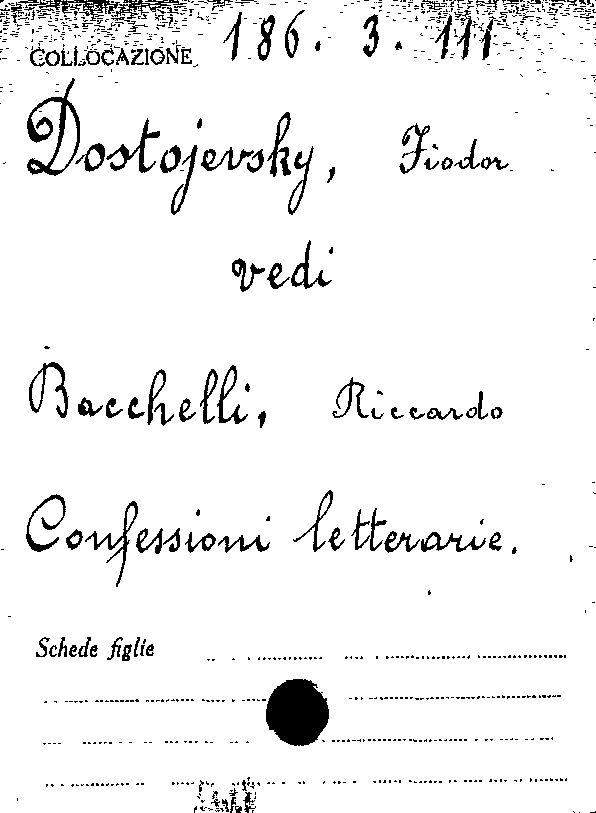 COLLOCAZIONE 186. 3. 111
Dostojevsky, Fiodor
vedi
Bacchelli, Riccardo
Confessioni letterarie.
Schede figlie